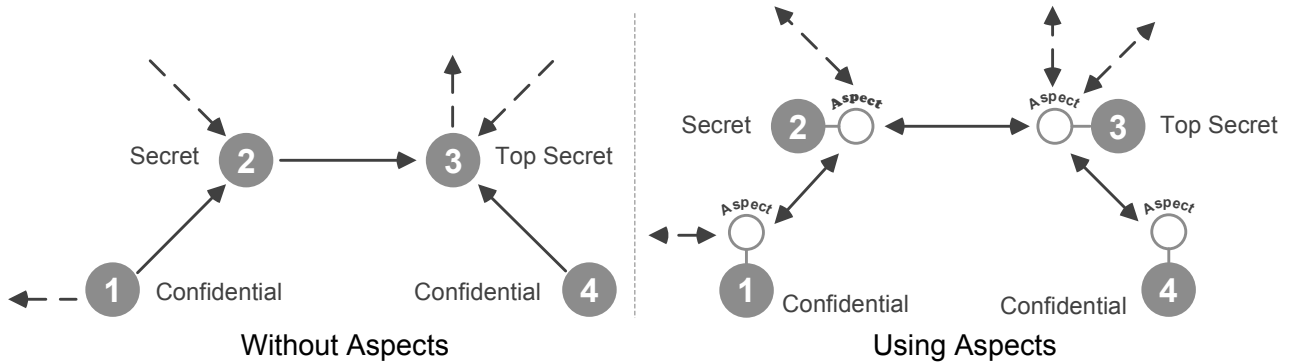 Secret
2
3
Top Secret
1
Confidential
Confidential
4
Without Aspects
Aspect
Secret
2
Aspect
3
Top Secret
Aspect
1
Confidential
Aspect
4
Confidential
Using Aspects